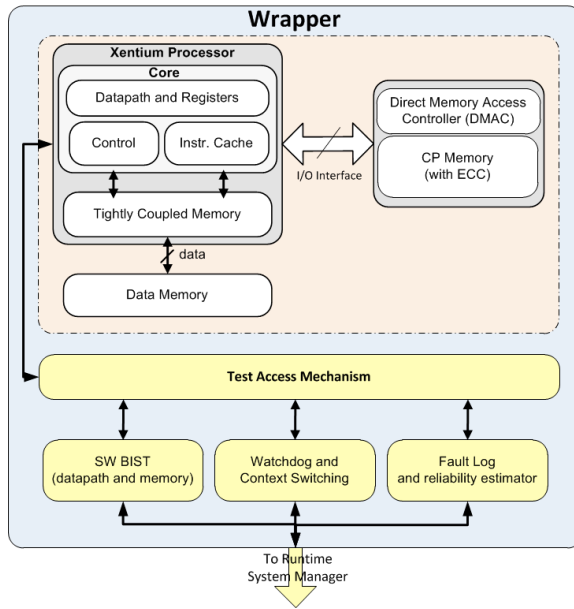 Wrapper
Xentium Processor
Core
Datapath and Registers
Control
Instr. Cache
Tightly Coupled Memory
data
Data Memory
I/O Interface
Direct Memory Access
Controller (DMAC)
CP Memory
(with ECC)
Test Access Mechanism
SW BIST
(datapath and memory)
Watchdog and
Context Switching
Fault Log
and reliability estimator
To Runtime
System Manager